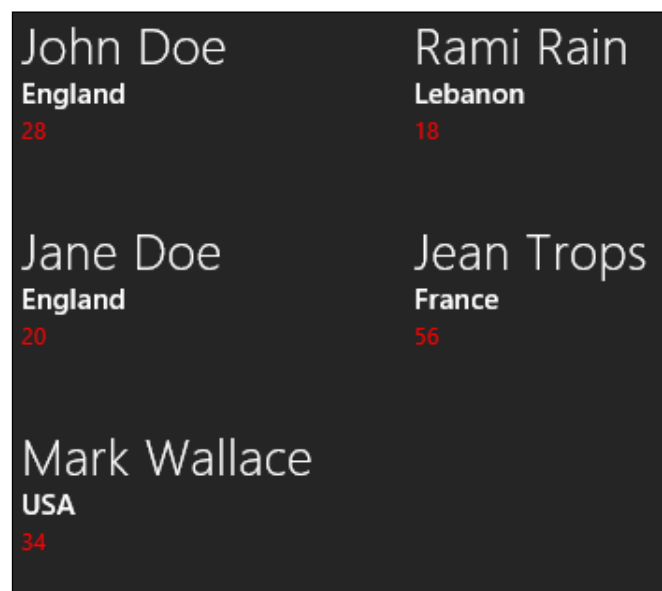 John Doe
England
28
Jane Doe
England
20
Mark Wallace
USA
34
Rami Rain
Lebanon
18
Jean Trops
France
56